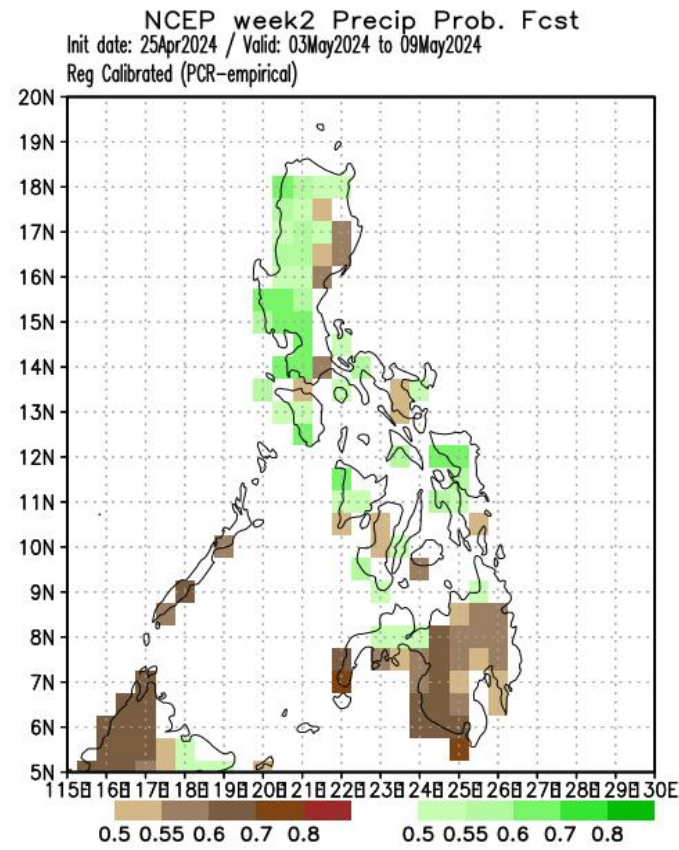 NCEP week2 Precip Prob. Fcst
Init date: 25Apr2024 / Valid: 03May2024 to 09May2024
Reg Calibrated (PCR-empirical)
20N
19N
18N
17N
16N
15N
14N
13N
12N
11N
10N
9N
8N
7N
6N
5N
115E 116E 117E 118E 119E 120E 121E 122E 123E 124E 125E 126E 127E 128E 129E 130E
0.5 0.55 0.6 0.7 0.8 0.5 0.55 0.6 0.7 0.8